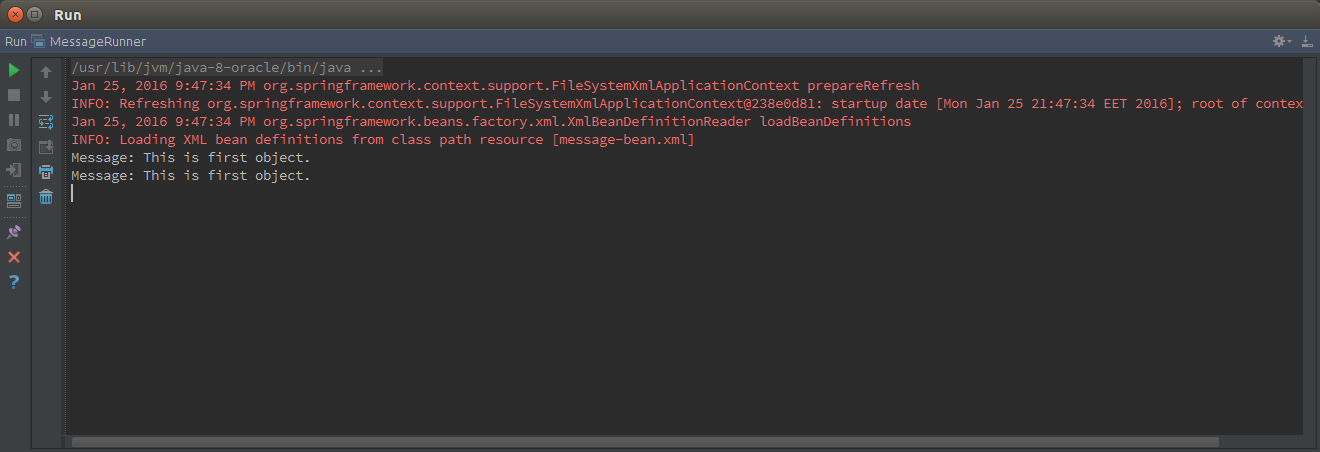 Run
Run MessageRunner
/usr/lib/jvm/java-8-oracle/bin/java ...
Jan 25, 2016 9:47:34 PM org.springframework.context.support.FileSystemXmlApplicationContext prepareRefresh
INFO: Refreshing org.springframework.context.support.FileSystemXmlApplicationContext@238e0d81: startup date [Mon Jan 25 21:47:34 EET 2016]; root of contex
Jan 25, 2016 9:47:34 PM org.springframework.beans.factory.xml.XmlBeanDefinitionReader loadBeanDefinitions
INFO: Loading XML bean definitions from class path resource [message-bean.xml]
Message: This is first object.
Message: This is first object.